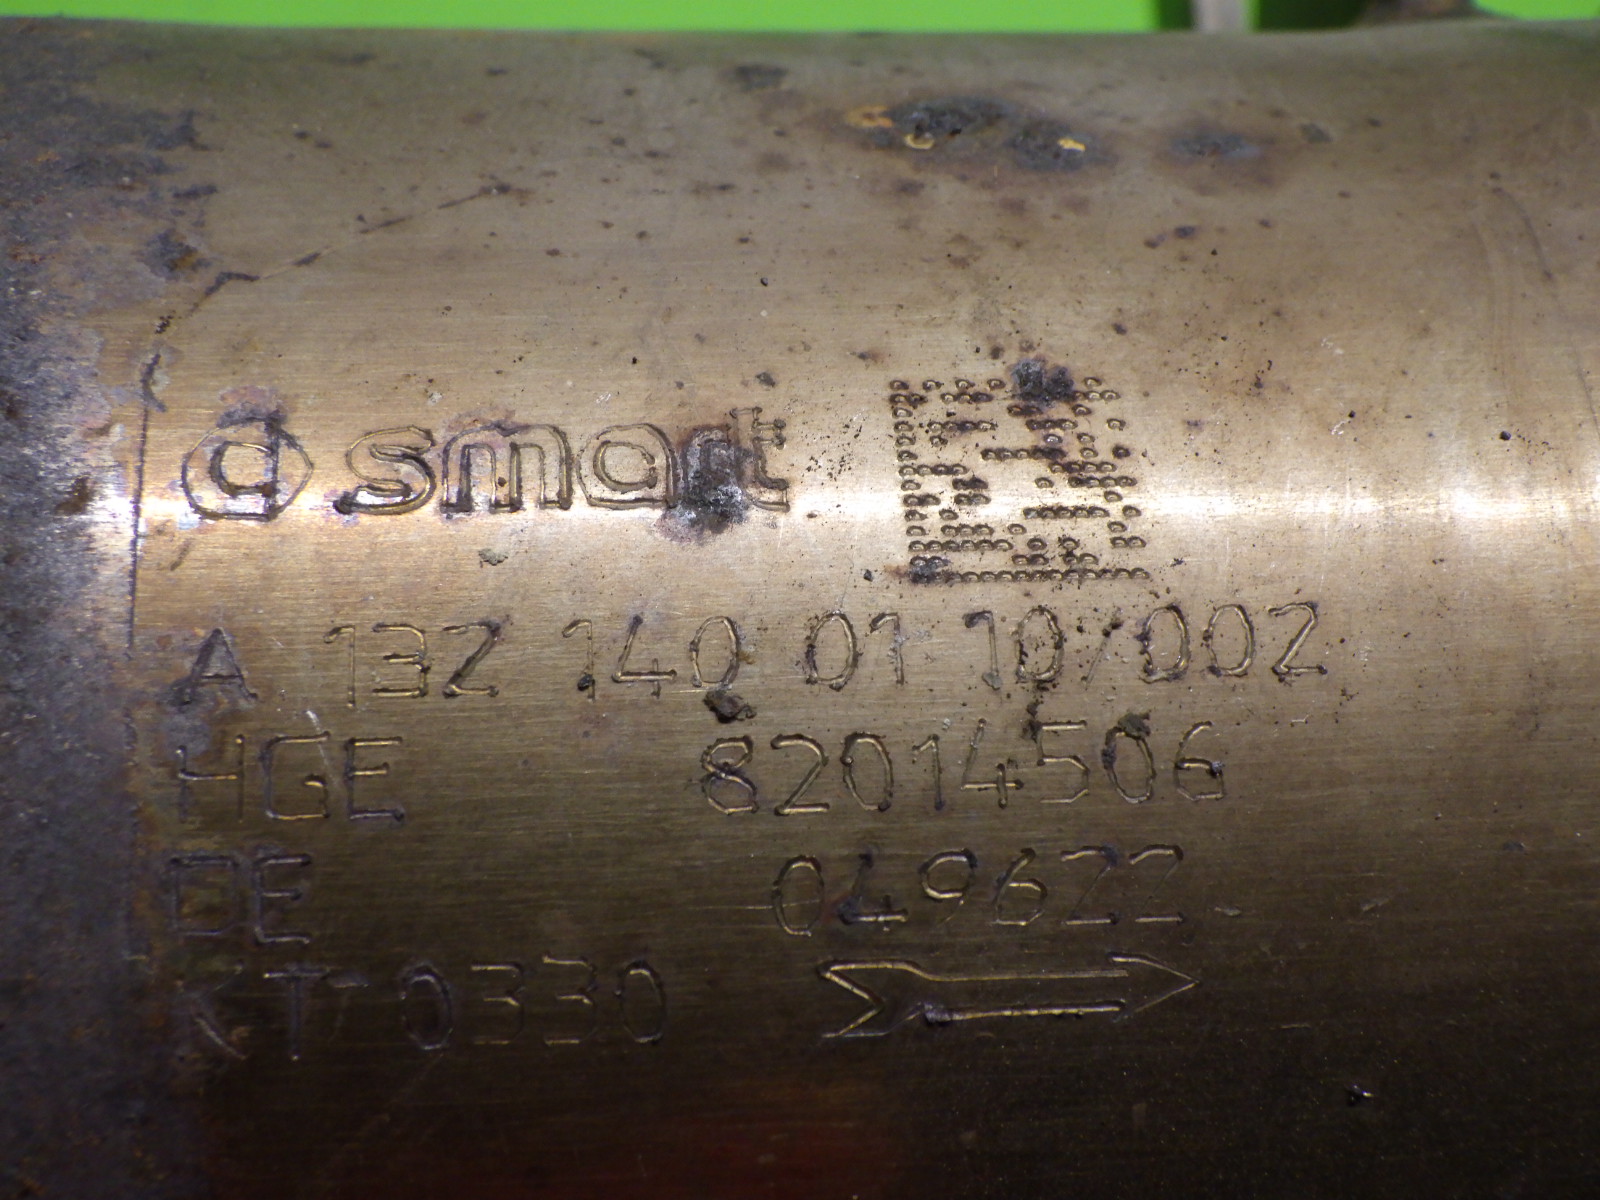 smart
A 132 140 01 10/002
HGE 82014506
DE 049622
KT 0330